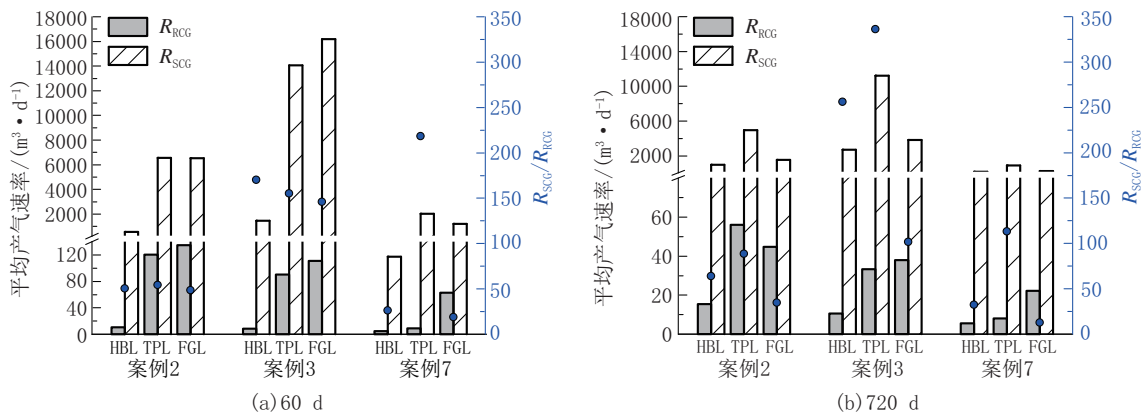 18000
16000
14000
12000
10000
8000
6000
4000
2000
120
80
40
0
平均产气速率/(m³·d⁻¹)
R_RCG
R_SCG
350
300
250
200
150
100
50
0
R_SCG/R_RCG
HBL TPL FGL
HBL TPL FGL
HBL TPL FGL
案例2
案例3
案例7
(a)60 d
18000
14000
10000
6000
2000
60
40
20
0
平均产气速率/(m³·d⁻¹)
R_RCG
R_SCG
350
300
250
200
150
100
50
0
R_SCG/R_RCG
HBL TPL FGL
HBL TPL FGL
HBL TPL FGL
案例2
案例3
案例7
(b)720 d